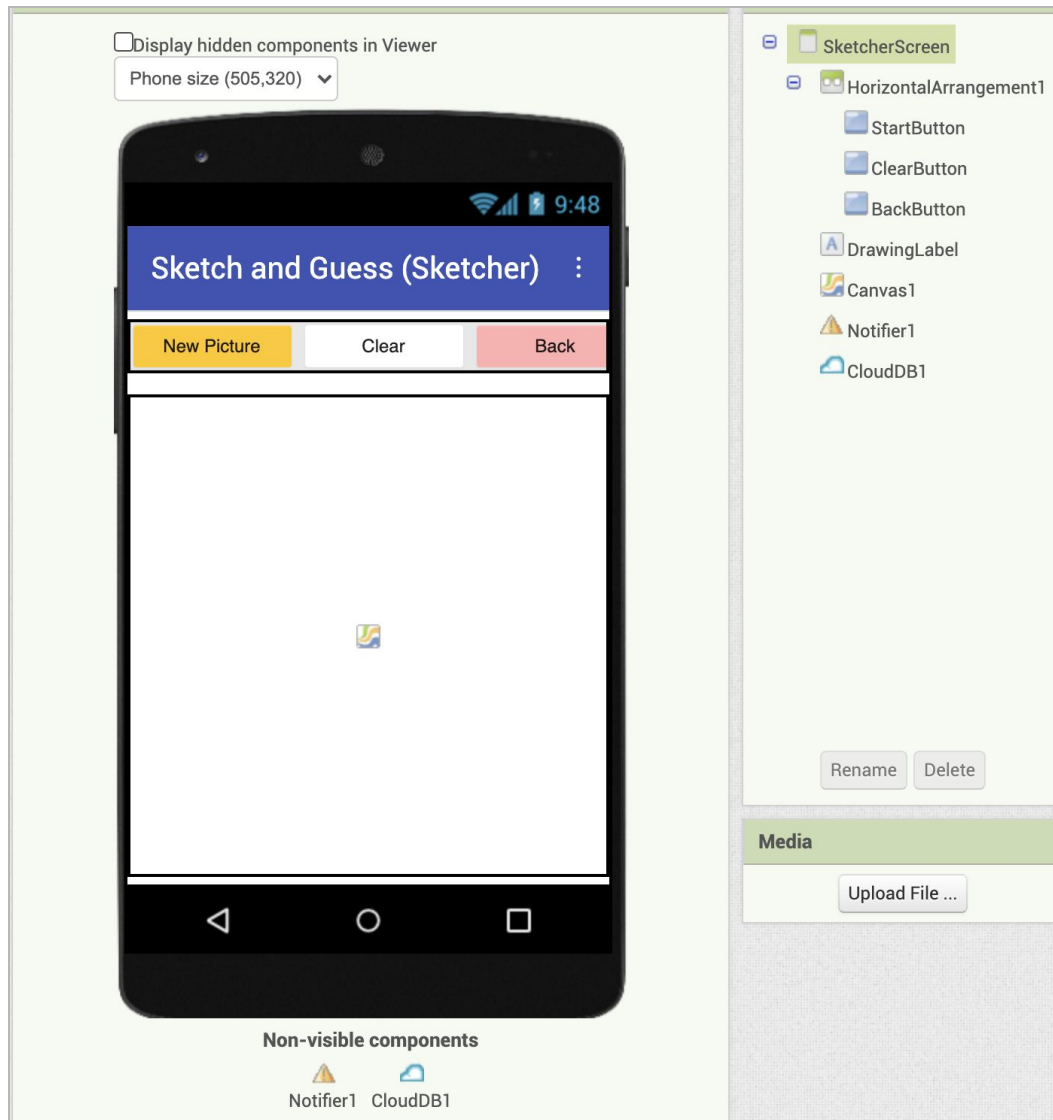 Display hidden components in Viewer
Phone size (505,320)
9:48
Sketch and Guess (Sketcher)
New Picture
Clear
Back
Non-visible components
Notifier1
CloudDB1
SketcherScreen
HorizontalArrangement1
StartButton
ClearButton
BackButton
A
DrawingLabel
Canvas1
Notifier1
CloudDB1
Rename
Delete
Media
Upload File ...